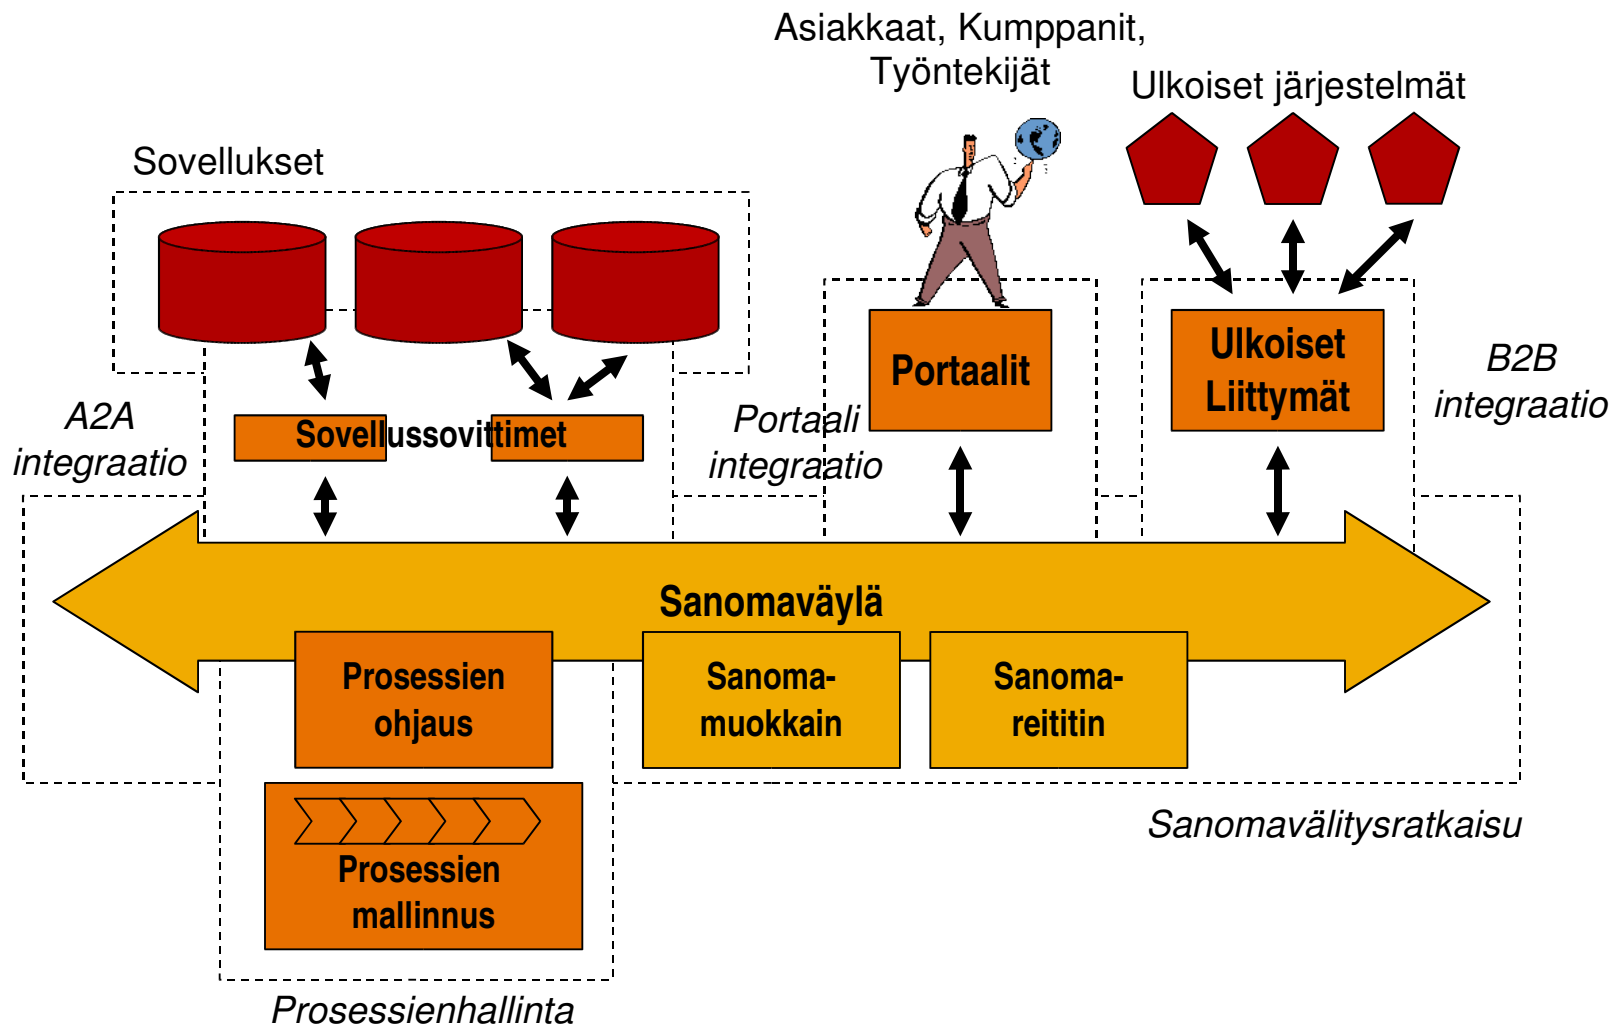 Asiakkaat, Kumppanit,
Työntekijät
Ulkoiset järjestelmät
Sovellukset
Portaalit
Ulkoiset
Liittymät
B2B
integraatio
A2A
integraatio
Sovellussovittimet
Portaali
integraatio
Sanomaväylä
Prosessien
ohjaus
Sanoma-
muokkain
Sanoma-
reititin
Sanomavälitysratkaisu
Prosessien
mallinnus
Prosessienhallinta